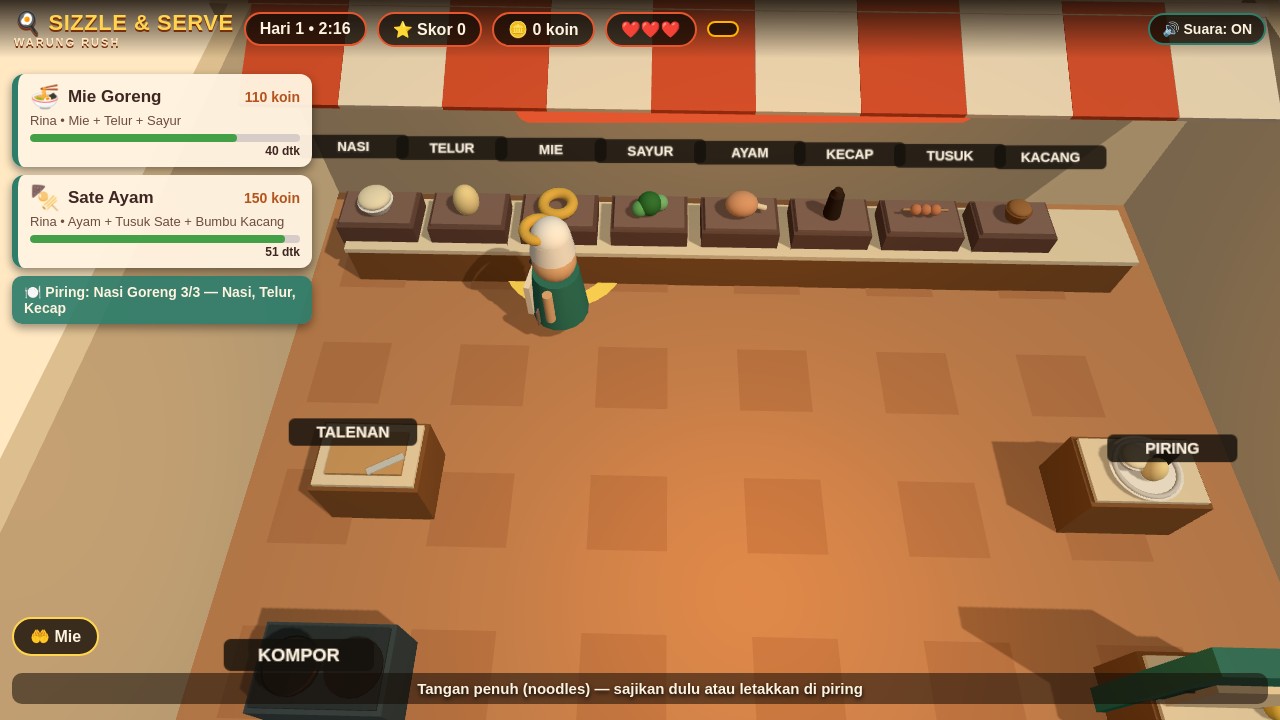 SIZZLE & SERVE
WARUNG RUSH
Hari 1 • 2:16
Skor 0
0 koin
Suara: ON
Mie Goreng
110 koin
Rina • Mie + Telur + Sayur
40 dtk
Sate Ayam
150 koin
Rina • Ayam + Tusuk Sate + Bumbu Kacang
51 dtk
Piring: Nasi Goreng 3/3 — Nasi, Telur,
Kecap
NASI
TELUR
MIE
SAYUR
AYAM
KECAP
TUSUK
KACANG
TALENAN
PIRING
KOMPOR
Mie
Tangan penuh (noodles) — sajikan dulu atau letakkan di piring